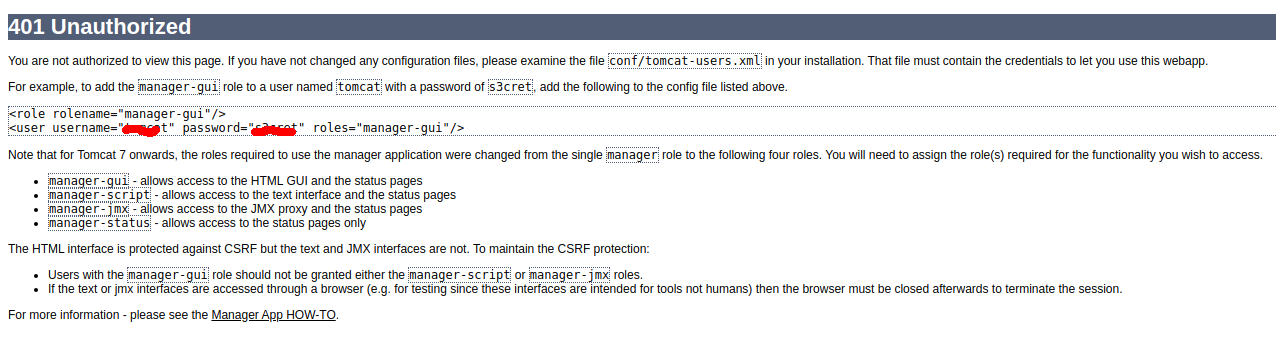 401 Unauthorized
You are not authorized to view this page. If you have not changed any configuration files, please examine the file conf/tomcat-users.xml in your installation. That file must contain the credentials to let you use this webapp.
For example, to add the manager-gui role to a user named tomcat with a password of s3cret, add the following to the config file listed above.
<role rolename="manager-gui"/>
<user username="" password="" roles="manager-gui"/>
Note that for Tomcat 7 onwards, the roles required to use the manager application were changed from the single manager role to the following four roles. You will need to assign the role(s) required for the functionality you wish to access.
• manager-gui - allows access to the HTML GUI and the status pages
• manager-script - allows access to the text interface and the status pages
• manager-jmx - allows access to the JMX proxy and the status pages
• manager-status - allows access to the status pages only
The HTML interface is protected against CSRF but the text and JMX interfaces are not. To maintain the CSRF protection:
• Users with the manager-gui role should not be granted either the manager-script or manager-jmx roles.
• If the text or jmx interfaces are accessed through a browser (e.g. for testing since these interfaces are intended for tools not humans) then the browser must be closed afterwards to terminate the session.
For more information - please see the Manager App HOW-TO.